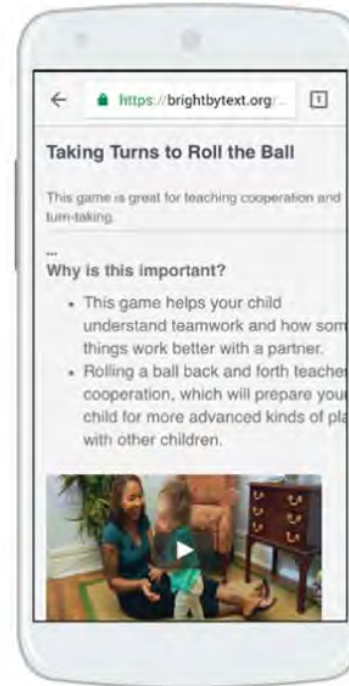 https://brightbytext.org
1
Taking Turns to Roll the Ball
This game is great for teaching cooperation and
turn-taking.
...
Why is this important?
• This game helps your child
understand teamwork and how som
things work better with a partner.
• Rolling a ball back and forth teache
cooperation, which will prepare you
child for more advanced kinds of pla
with other children.